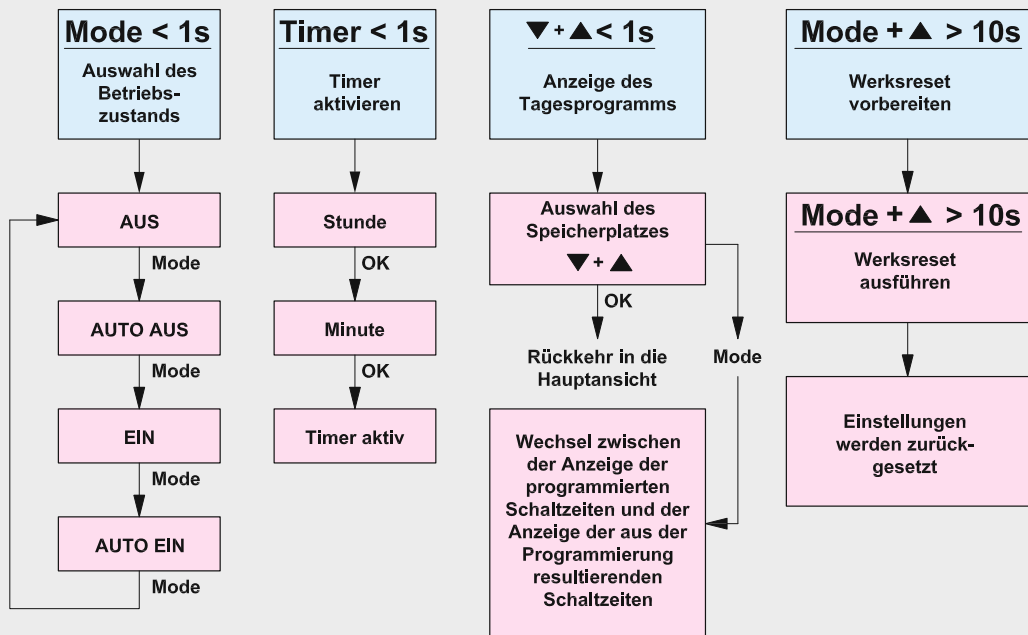 Mode < 1s
Auswahl des
Betriebs-
zustands
AUS
Mode
AUTO AUS
Mode
EIN
Mode
AUTO EIN
Mode
Timer < 1s
Timer
aktivieren
Stunde
OK
Minute
OK
Timer aktiv
▼ + ▲ < 1s
Anzeige des
Tagesprogramms
Auswahl des
Speicherplatzes
▼ + ▲
OK
Rückkehr in die
Hauptansicht
Mode
Wechsel zwischen
der Anzeige der
programmierten
Schaltzeiten und der
Anzeige der aus der
Programmierung
resultierenden
Schaltzeiten
Mode + ▲ > 10s
Werksreset
vorbereiten
Mode + ▲ > 10s
Werksreset
ausführen
Einstellungen
werden zurück-
gesetzt